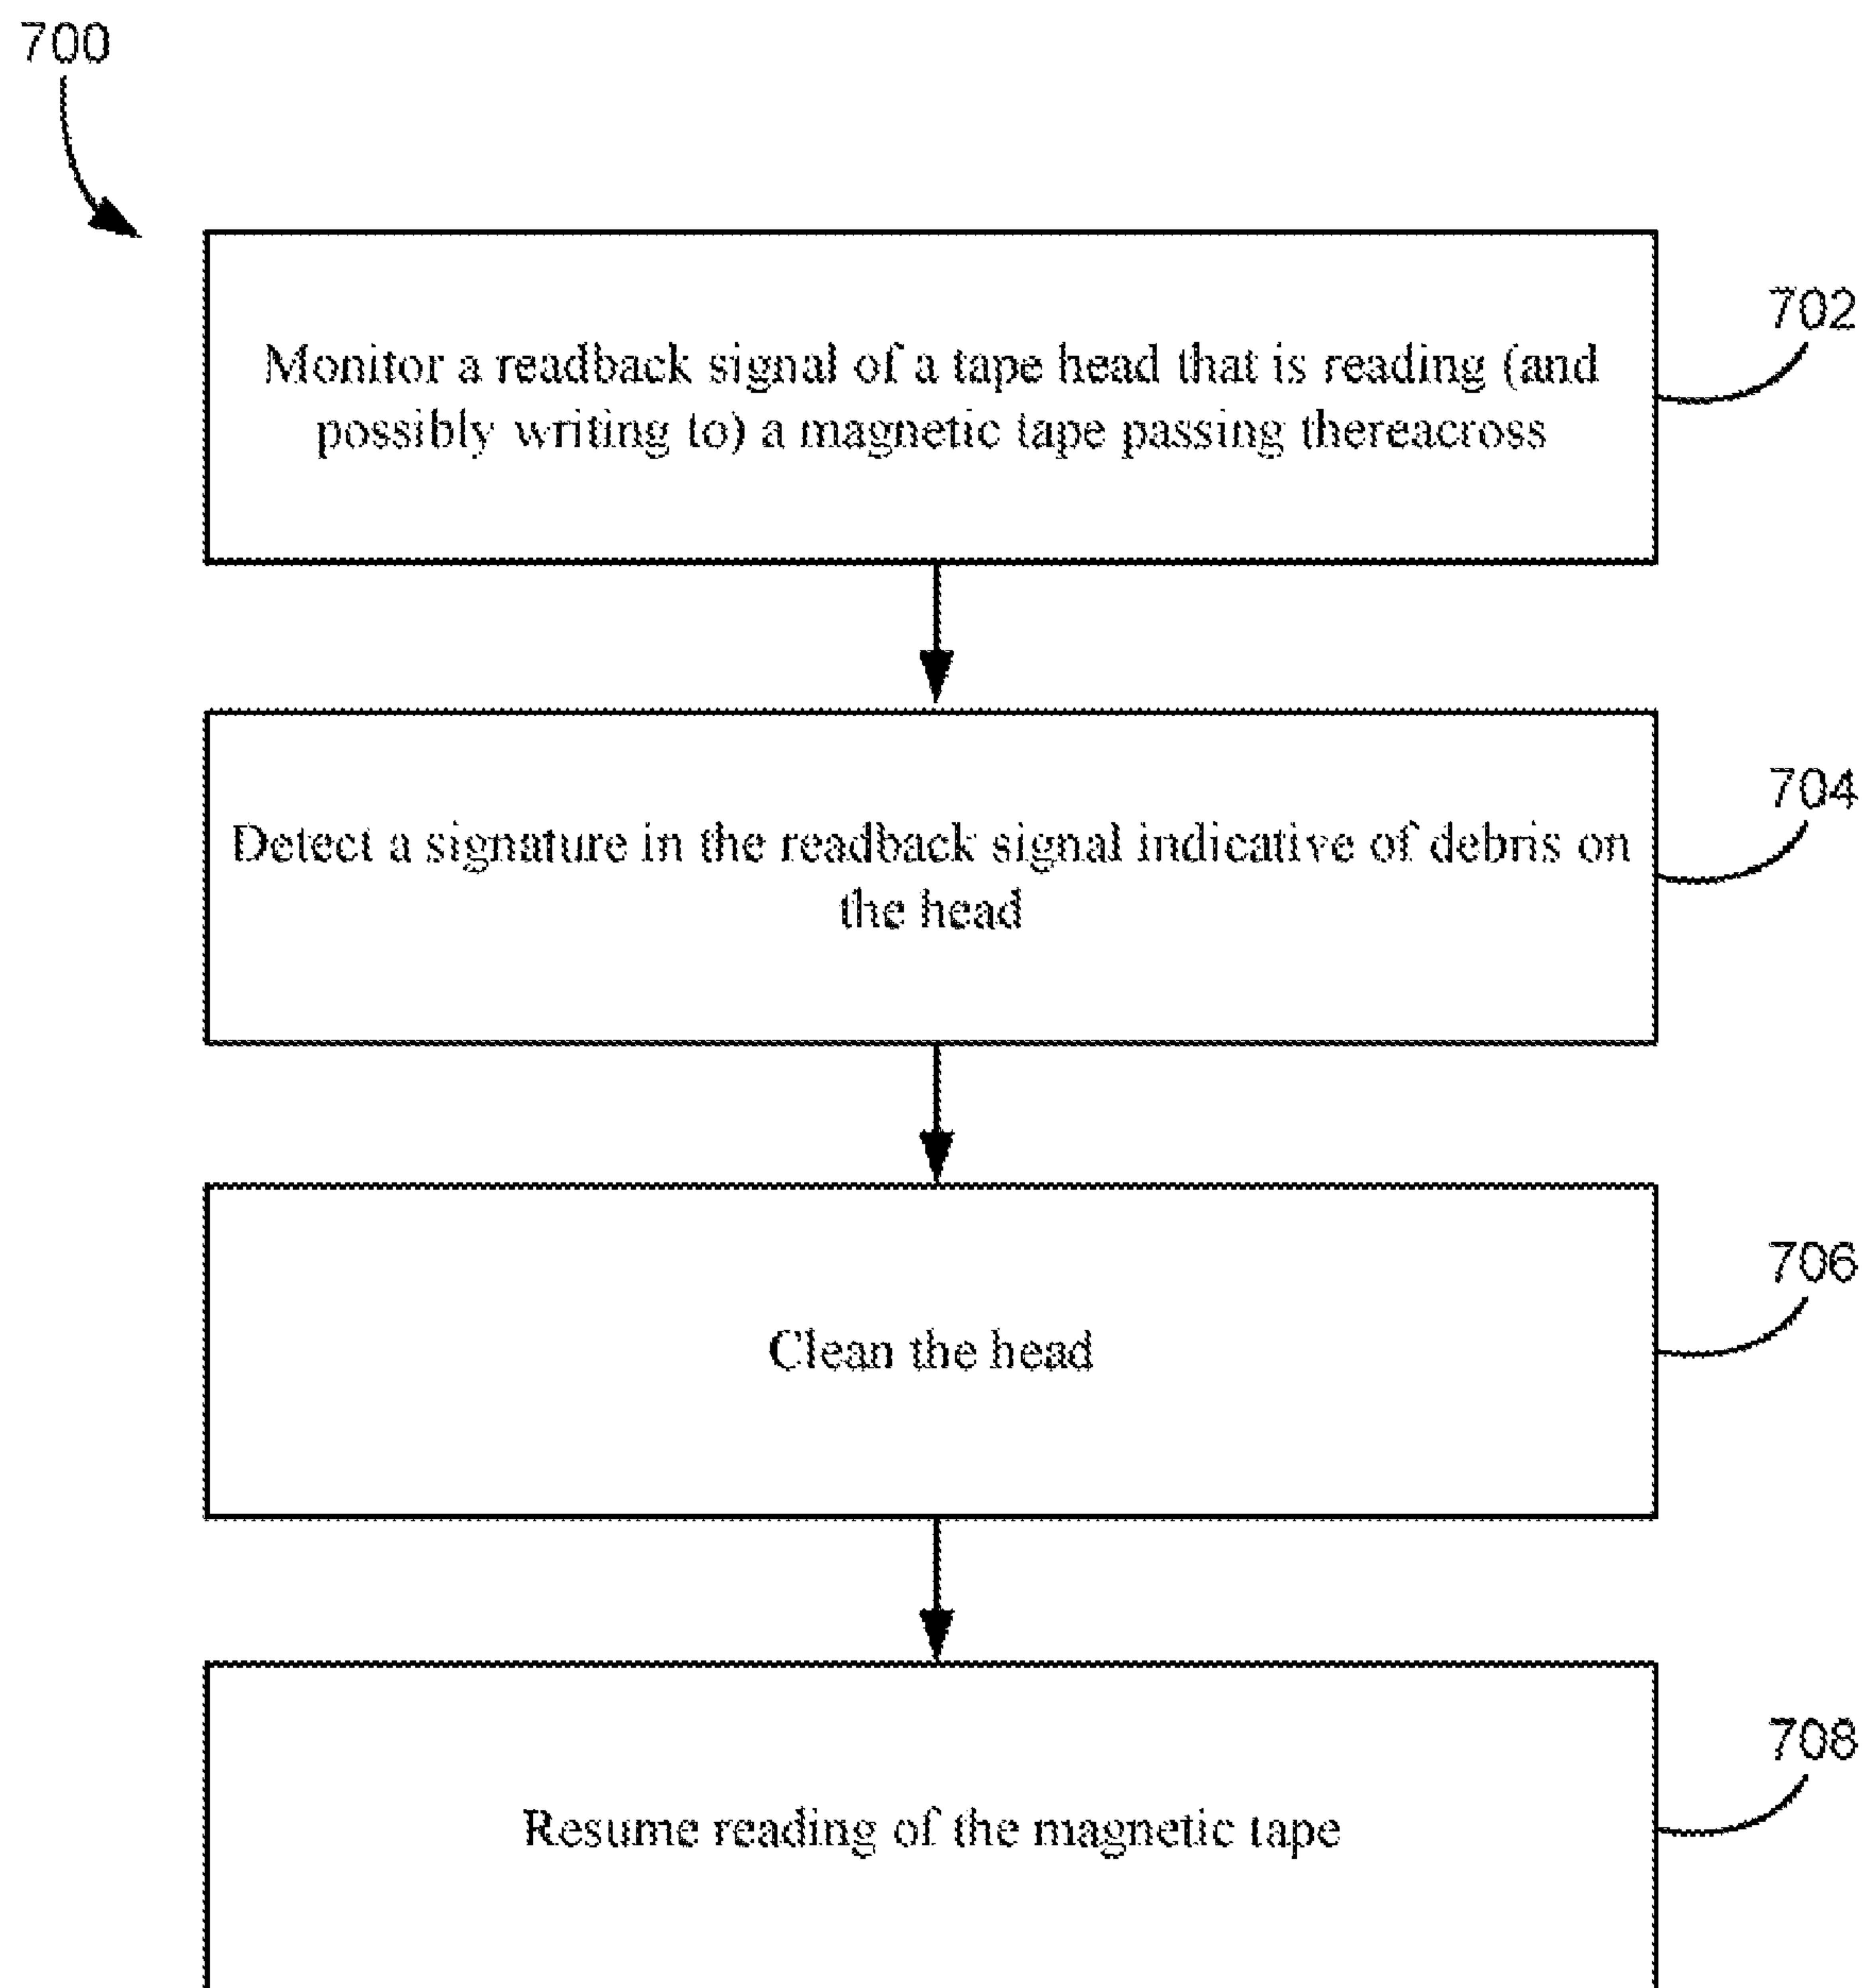 700
Monitor a readback signal of a tape head that is reading (and
possibly writing to) a magnetic tape passing thereacross
702
Detect a signature in the readback signal indicative of debris on
the head
704
Clean the head
706
Resume reading of the magnetic tape
708